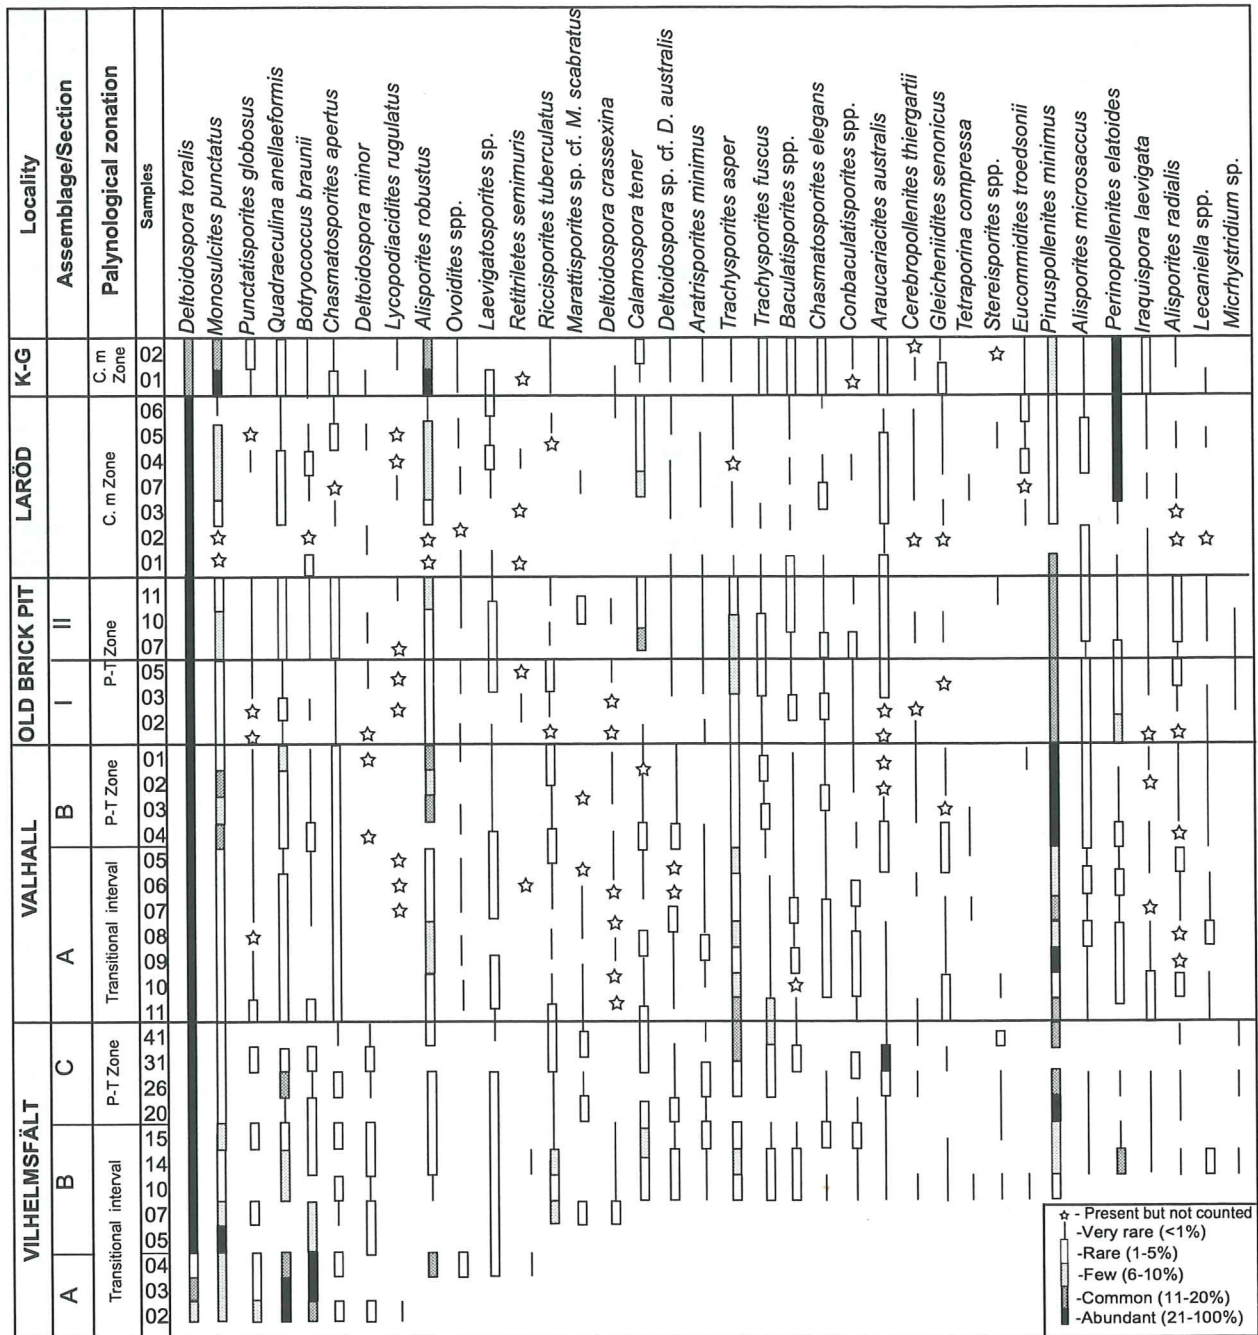 Locality
Assemblage/Section
Palynological zonation
Samples
Deltoidospora toralis
Monosulcites punctatus
Punctatisporites globosus
Quadraeculina anellaeformis
Botryococcus braunii
Chasmatosporites apertus
Deltoidospora minor
Lycopodiacidites rugulatus
Alisporites robustus
Ovoidites spp.
Laevigatosporites sp.
Retitriletes semimuris
Riccisporites tuberculatus
Marattisporites sp. cf. M. scabratus
Deltoidospora crassexina
Calamospora tener
Deltoidospora sp. cf. D. australis
Aratrisporites minimus
Trachysporites asper
Trachysporites fuscus
Baculatisporites spp.
Chasmatosporites elegans
Conbaculatisporites spp.
Araucariacites australis
Cerebropollenites thiergartii
Gleicheniidites senonicus
Tetraporina compressa
Stereisporites spp.
Eucommidites troedsonii
Pinuspollenites minimus
Alisporites microsaccus
Perinopollenites elatoides
Iraquispora laevigata
Alisporites radialis
Lecaniella spp.
Micrhystridium sp.
K-G
C. m
Zone
02
01
LARÖD
C. m Zone
06
05
04
07
03
02
01
OLD BRICK PIT
II
I
P-T Zone
11
10
07
05
03
02
VALHALL
B
P-T Zone
01
02
03
04
A
Transitional interval
05
06
07
08
09
10
11
VILHELMSFÄLT
C
P-T Zone
41
31
26
20
B
Transitional interval
15
14
10
07
05
A
04
03
02
☆ - Present but not counted
-Very rare (<1%)
-Rare (1-5%)
-Few (6-10%)
-Common (11-20%)
-Abundant (21-100%)